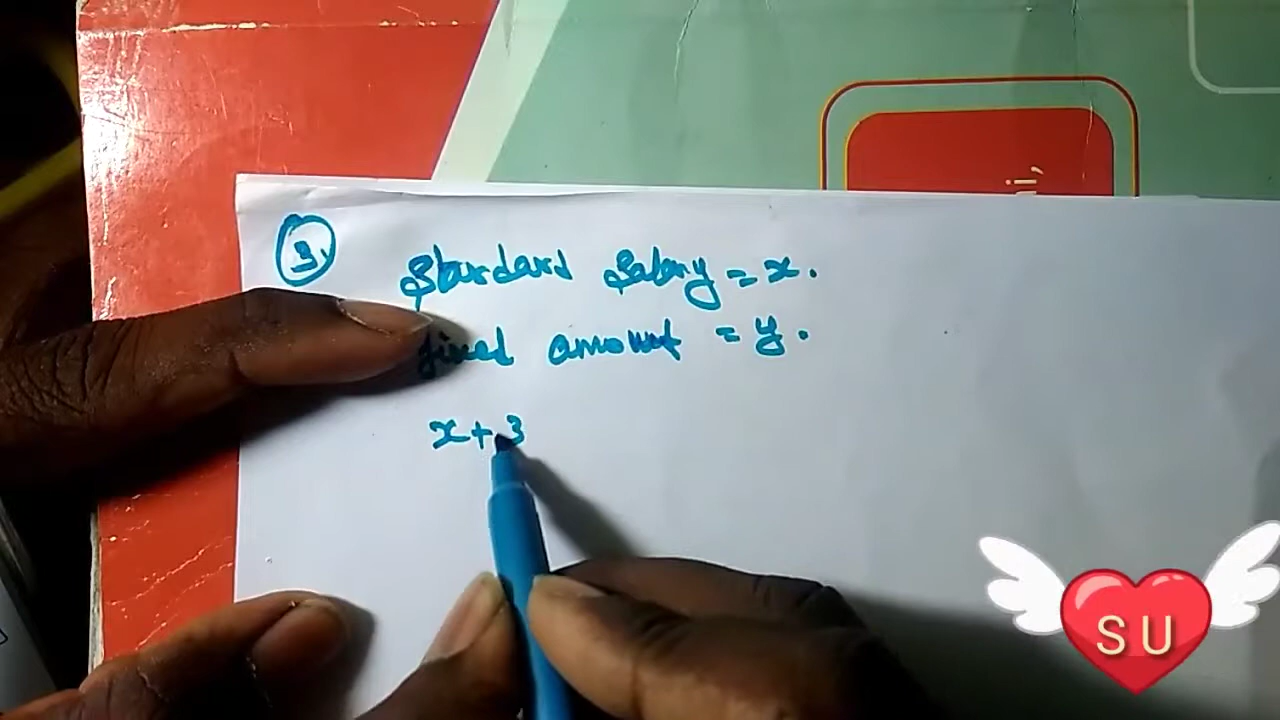 3.
Standard Salary = x.
fixed amount = y.
x+3
SU